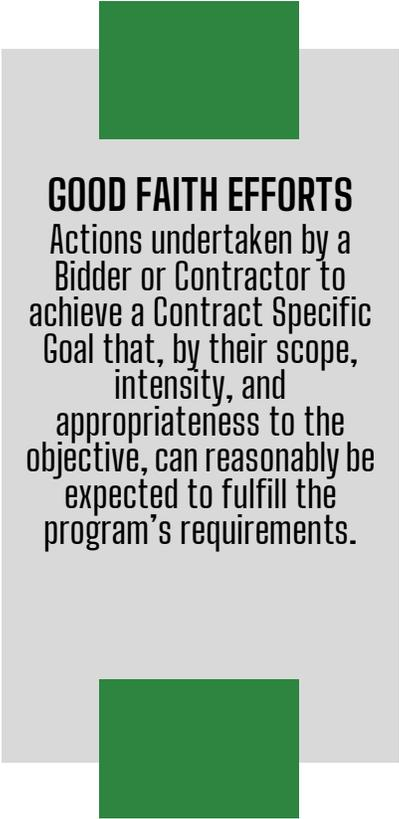 GOOD FAITH EFFORTS
Actions undertaken by a
Bidder or Contractor to
achieve a Contract Specific
Goal that, by their scope,
intensity, and
appropriateness to the
objective, can reasonably be
expected to fulfill the
program's requirements.